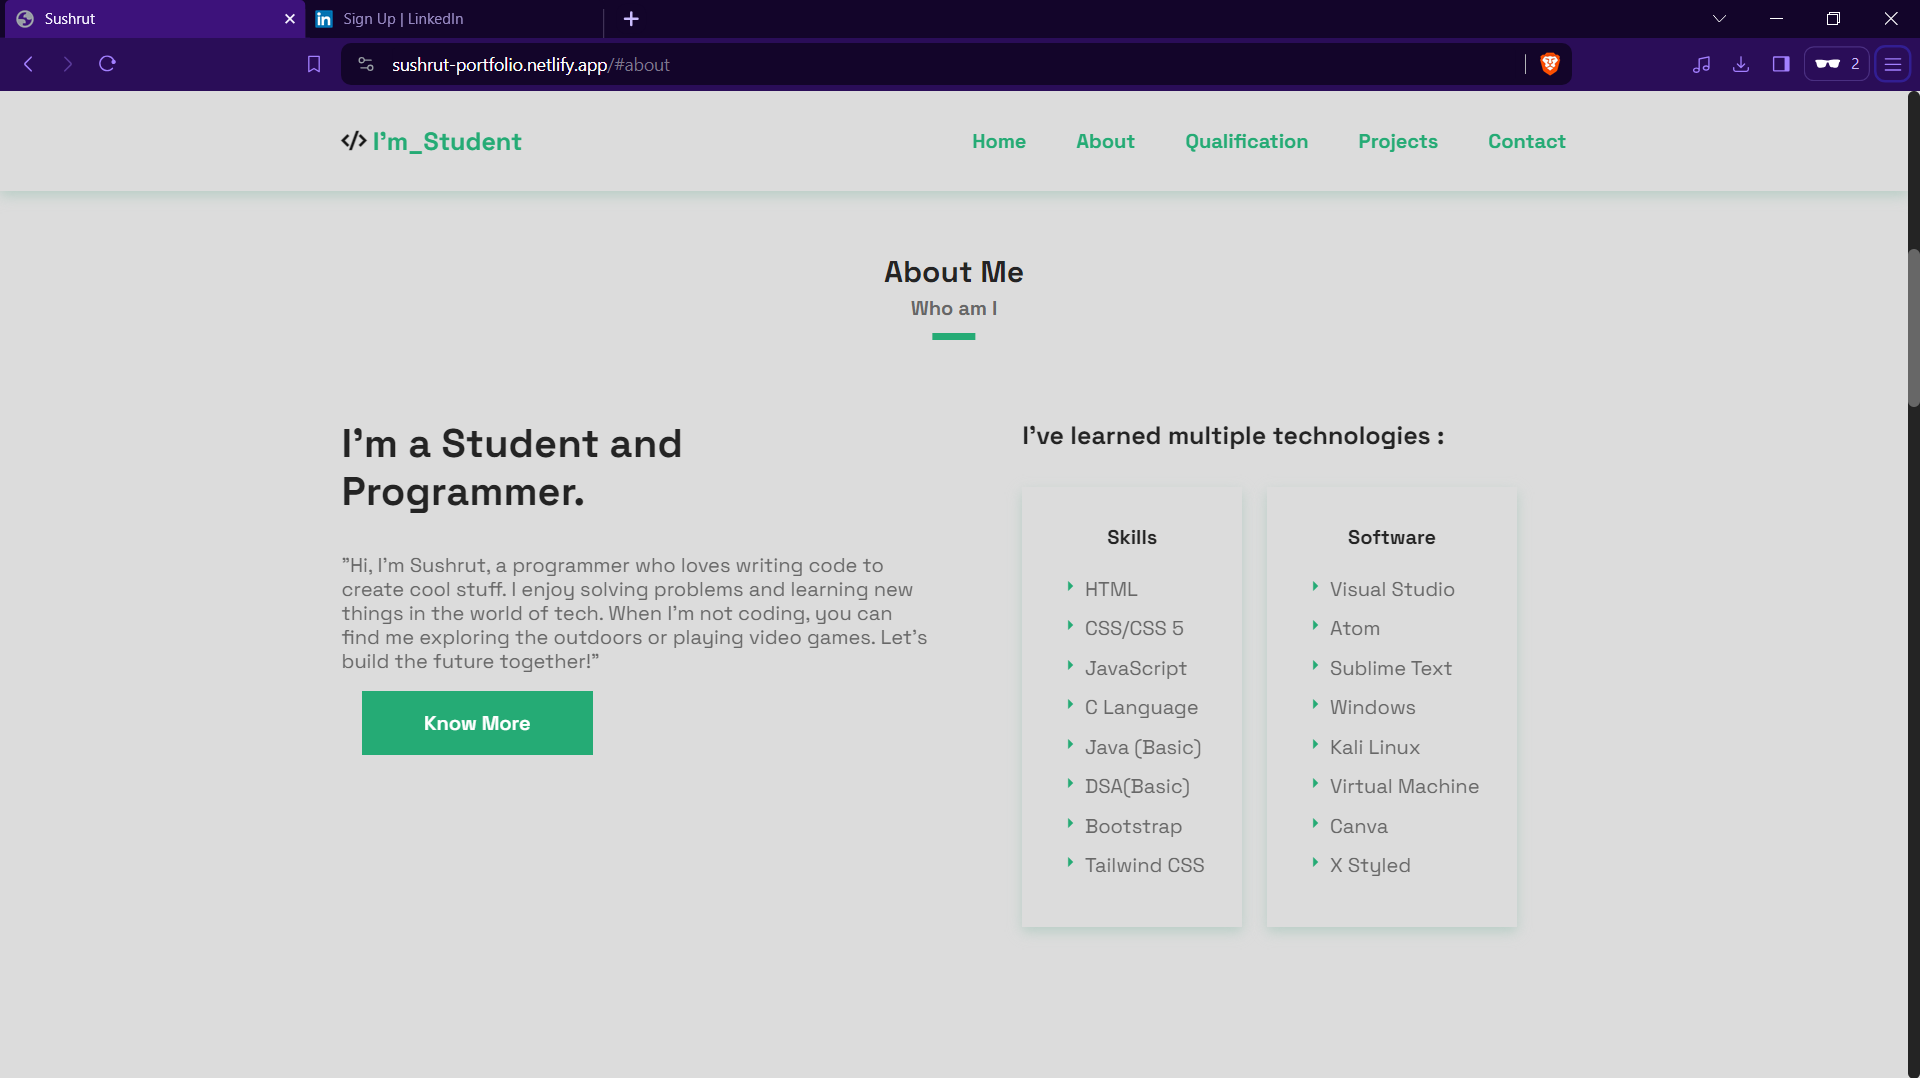 Sushrut
Sign Up | LinkedIn
sushrut-portfolio.netlify.app/#about
2
</> I'm_Student
Home
About
Qualification
Projects
Contact
About Me
Who am I
I'm a Student and
Programmer.
"Hi, I'm Sushrut, a programmer who loves writing code to
create cool stuff. I enjoy solving problems and learning new
things in the world of tech. When I'm not coding, you can
find me exploring the outdoors or playing video games. Let's
build the future together!"
Know More
I've learned multiple technologies :
Skills
HTML
CSS/CSS 5
JavaScript
C Language
Java (Basic)
DSA(Basic)
Bootstrap
Tailwind CSS
Software
Visual Studio
Atom
Sublime Text
Windows
Kali Linux
Virtual Machine
Canva
X Styled